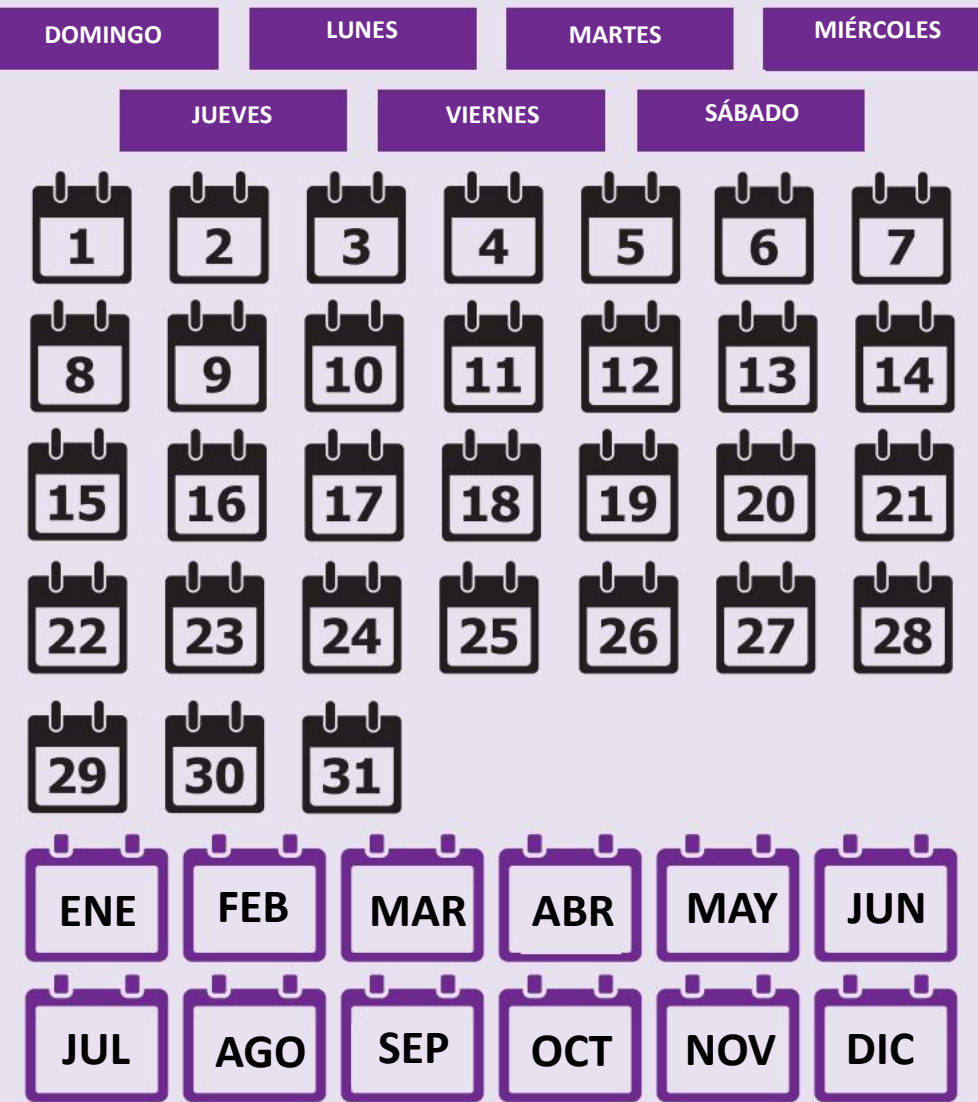 DOMINGO LUNES MARTES MIÉRCOLES
JUEVES VIERNES SÁBADO
1 2 3 4 5 6 7
8 9 10 11 12 13 14
15 16 17 18 19 20 21
22 23 24 25 26 27 28
29 30 31
ENE FEB MAR ABR MAY JUN
JUL AGO SEP OCT NOV DIC